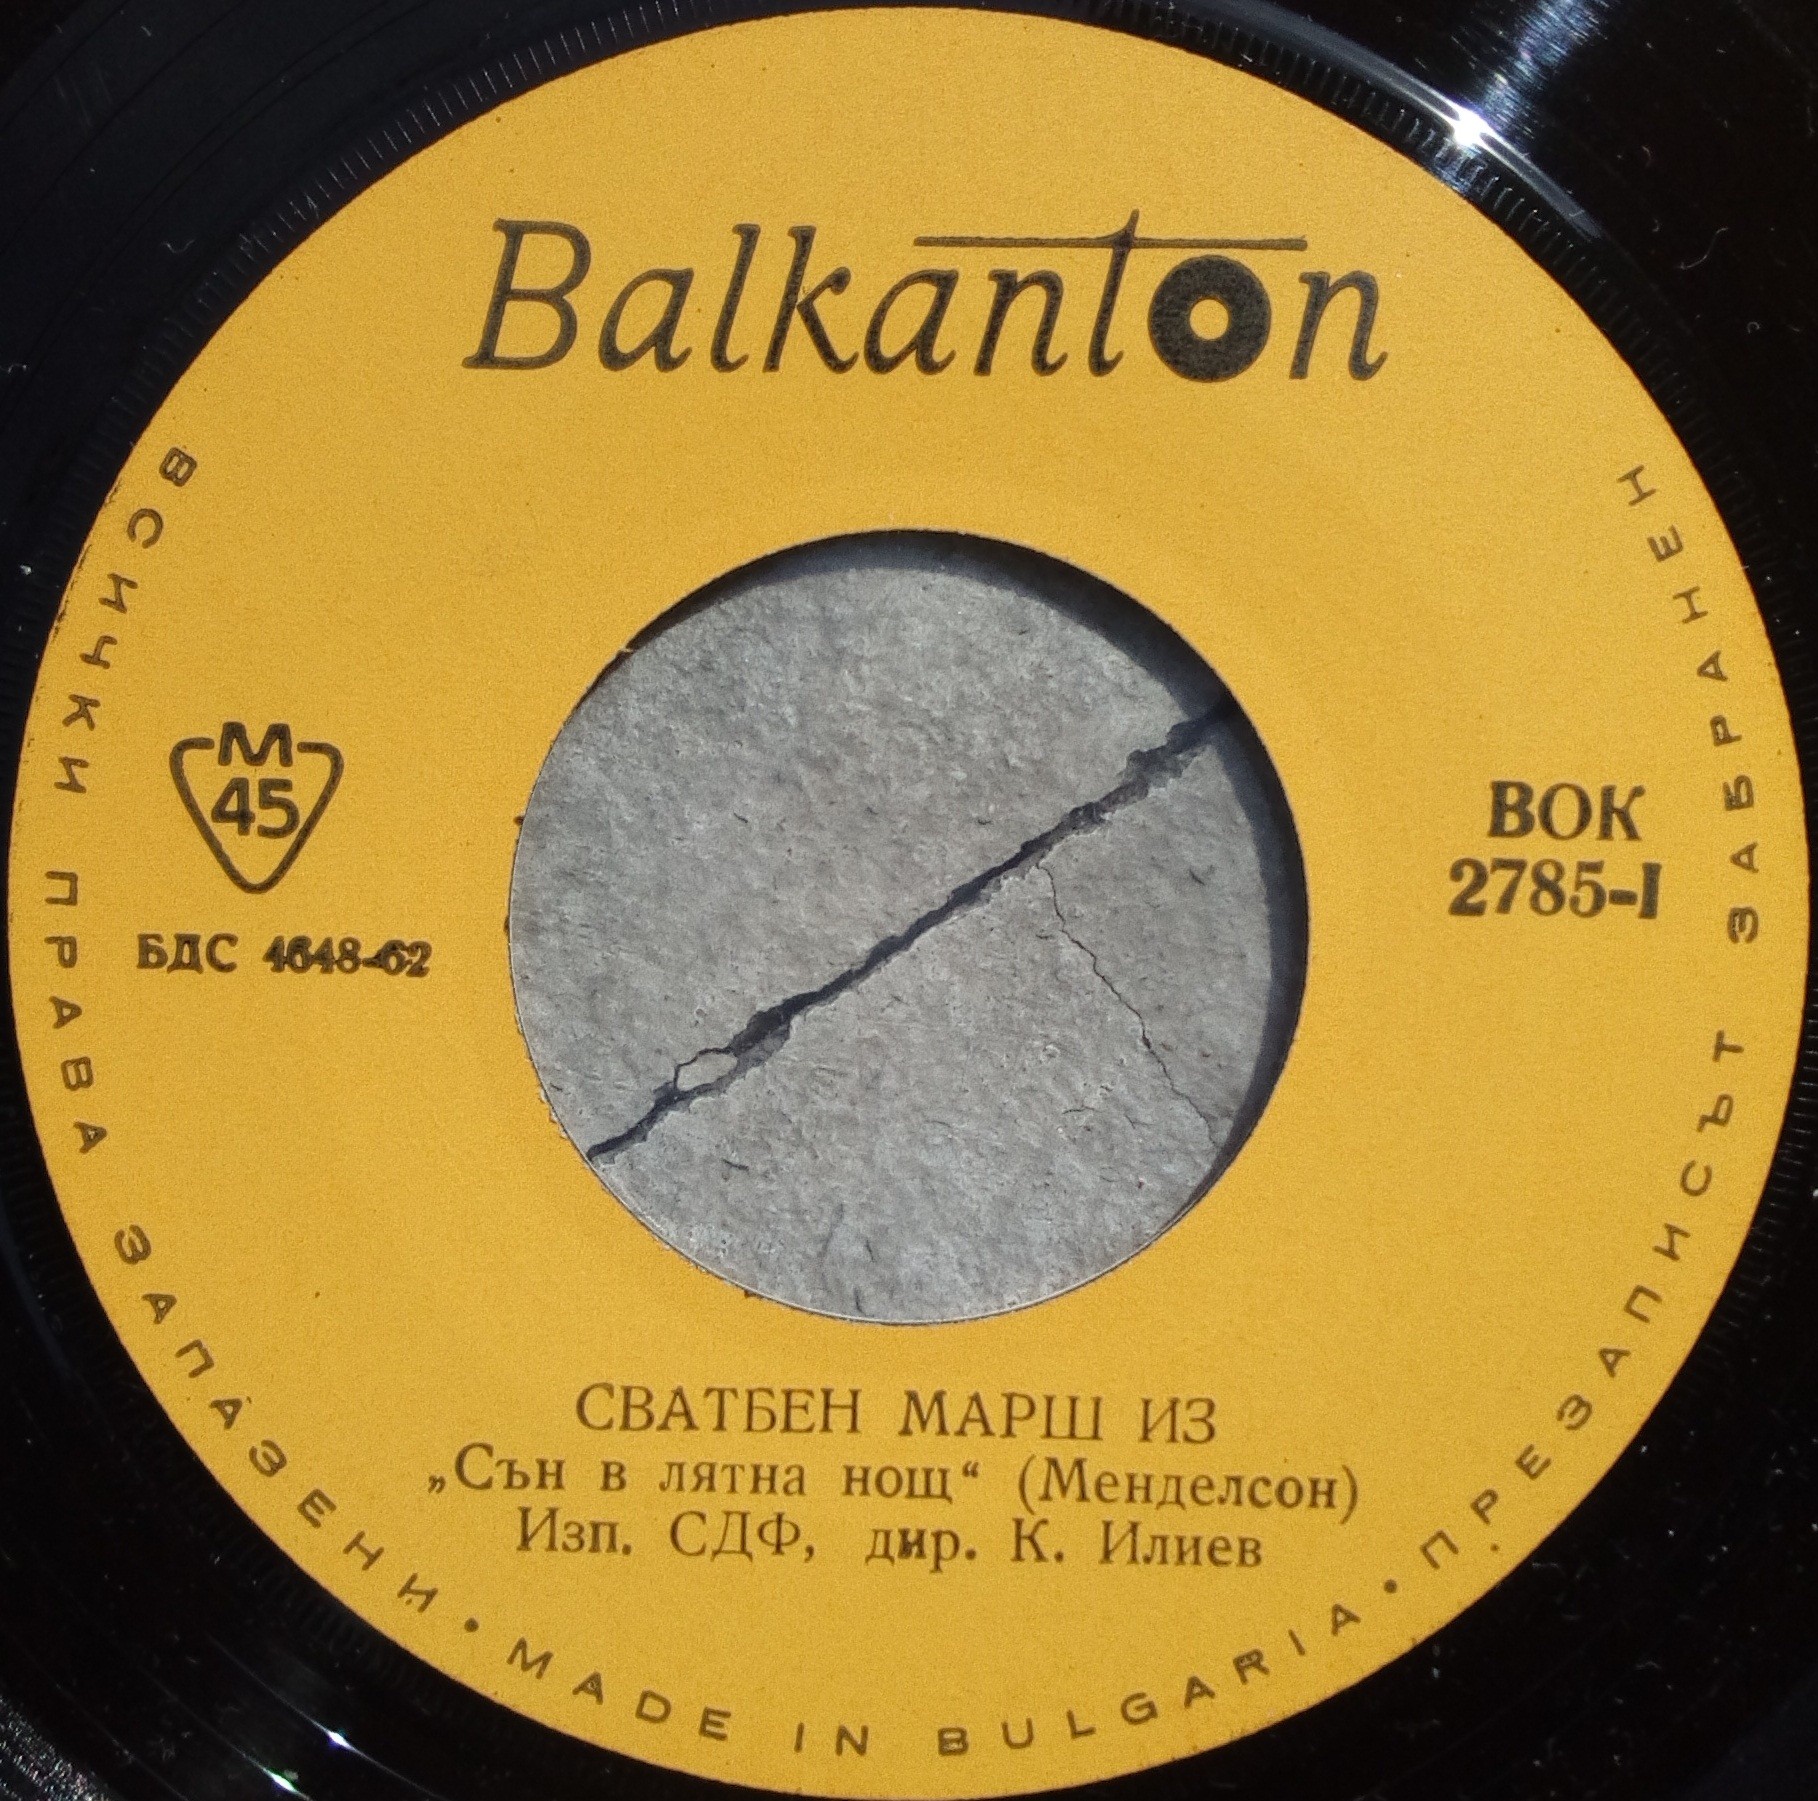 Balkanton
М
45
БДС 4648-62
ВОК
2785-I
СВАТБЕН МАРШ ИЗ
„Сън в лятна нощ“ (Менделсон)
Изп. СДФ, дир. К. Илиев
ВСИЧКИ ПРАВА ЗАПАЗЕНИ • MADE IN BULGARIA • ПРЕЗАПИСЪТ ЗАБРАНЕН